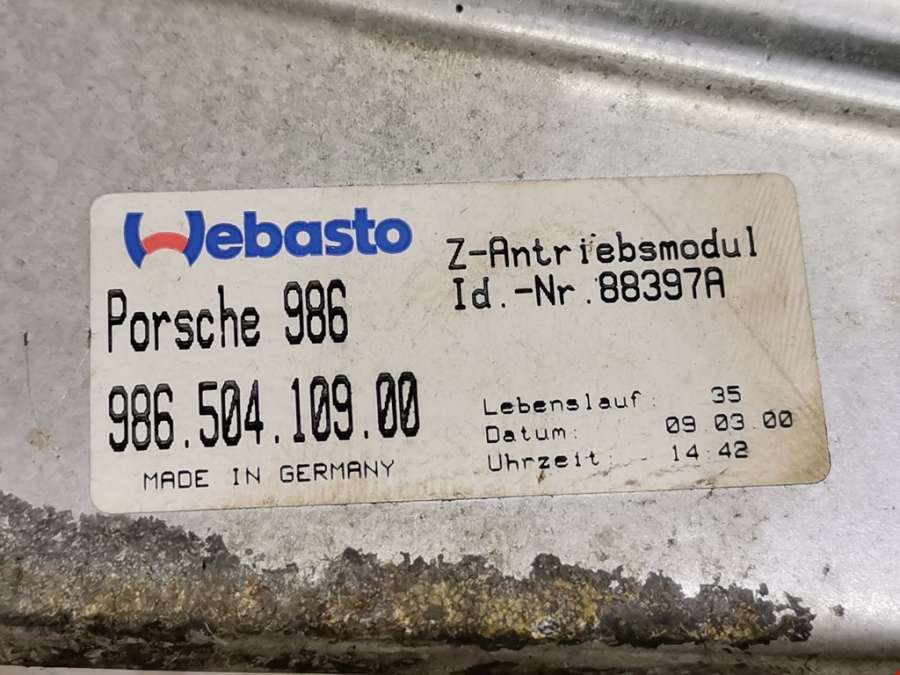 Webasto
Porsche 986
986.504.109.00
MADE IN GERMANY
Z-Antriebsmodul
Id.-Nr.88397A
Lebenslauf: 35
Datum: 09.03.00
Uhrzeit: 14:42